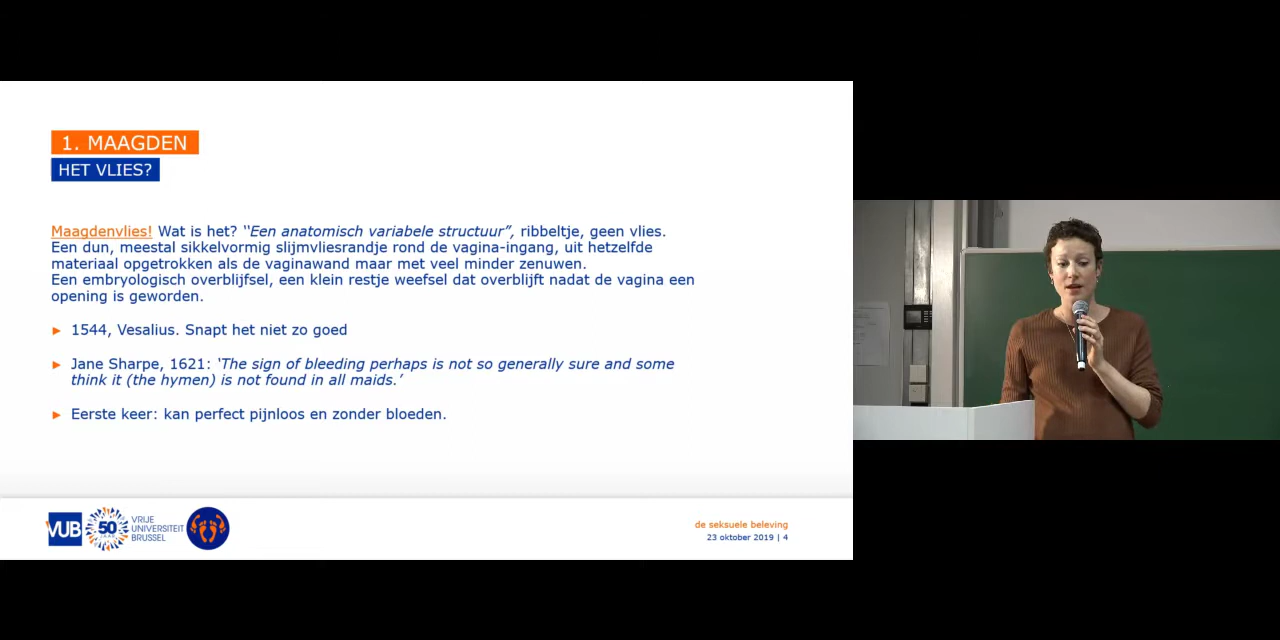 1. MAAGDEN
HET VLIES?
Maagdenvlies! Wat is het? “Een anatomisch variabele structuur”, ribbeltje, geen vlies.
Een dun, meestal sikkelvormig slijmvliesrandje rond de vagina-ingang, uit hetzelfde
materiaal opgetrokken als de vaginawand maar met veel minder zenuwen.
Een embryologisch overblijfsel, een klein restje weefsel dat overblijft nadat de vagina een
opening is geworden.
► 1544, Vesalius. Snapt het niet zo goed
► Jane Sharpe, 1621: ‘The sign of bleeding perhaps is not so generally sure and some
think it (the hymen) is not found in all maids.’
► Eerste keer: kan perfect pijnloos en zonder bloeden.
VUB
50
JAAR
VRIJE
UNIVERSITEIT
BRUSSEL
de seksuele beleving
23 oktober 2019 | 4